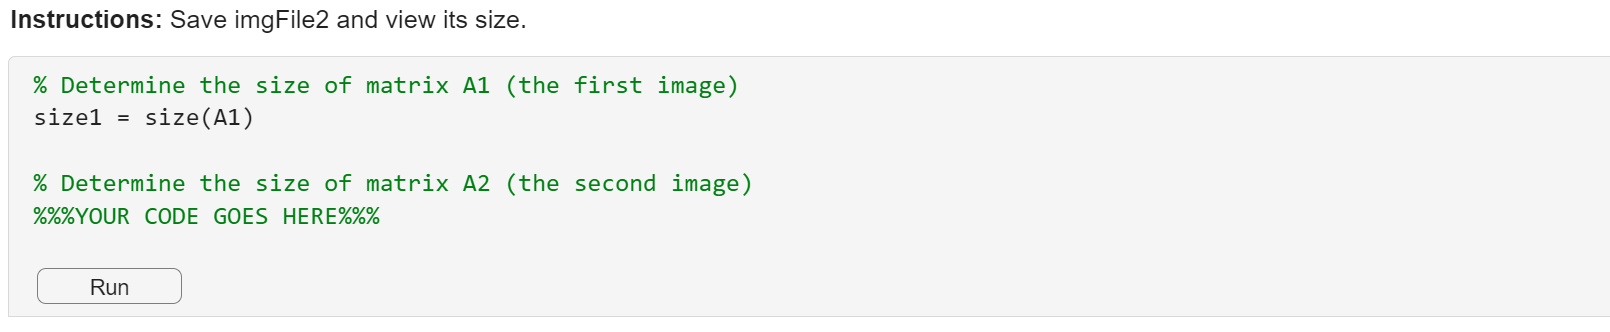 Instructions: Save imgFile2 and view its size.
% Determine the size of matrix A1 (the first image)
size1 = size(A1)
% Determine the size of matrix A2 (the second image)
%%%YOUR CODE GOES HERE%%%
Run